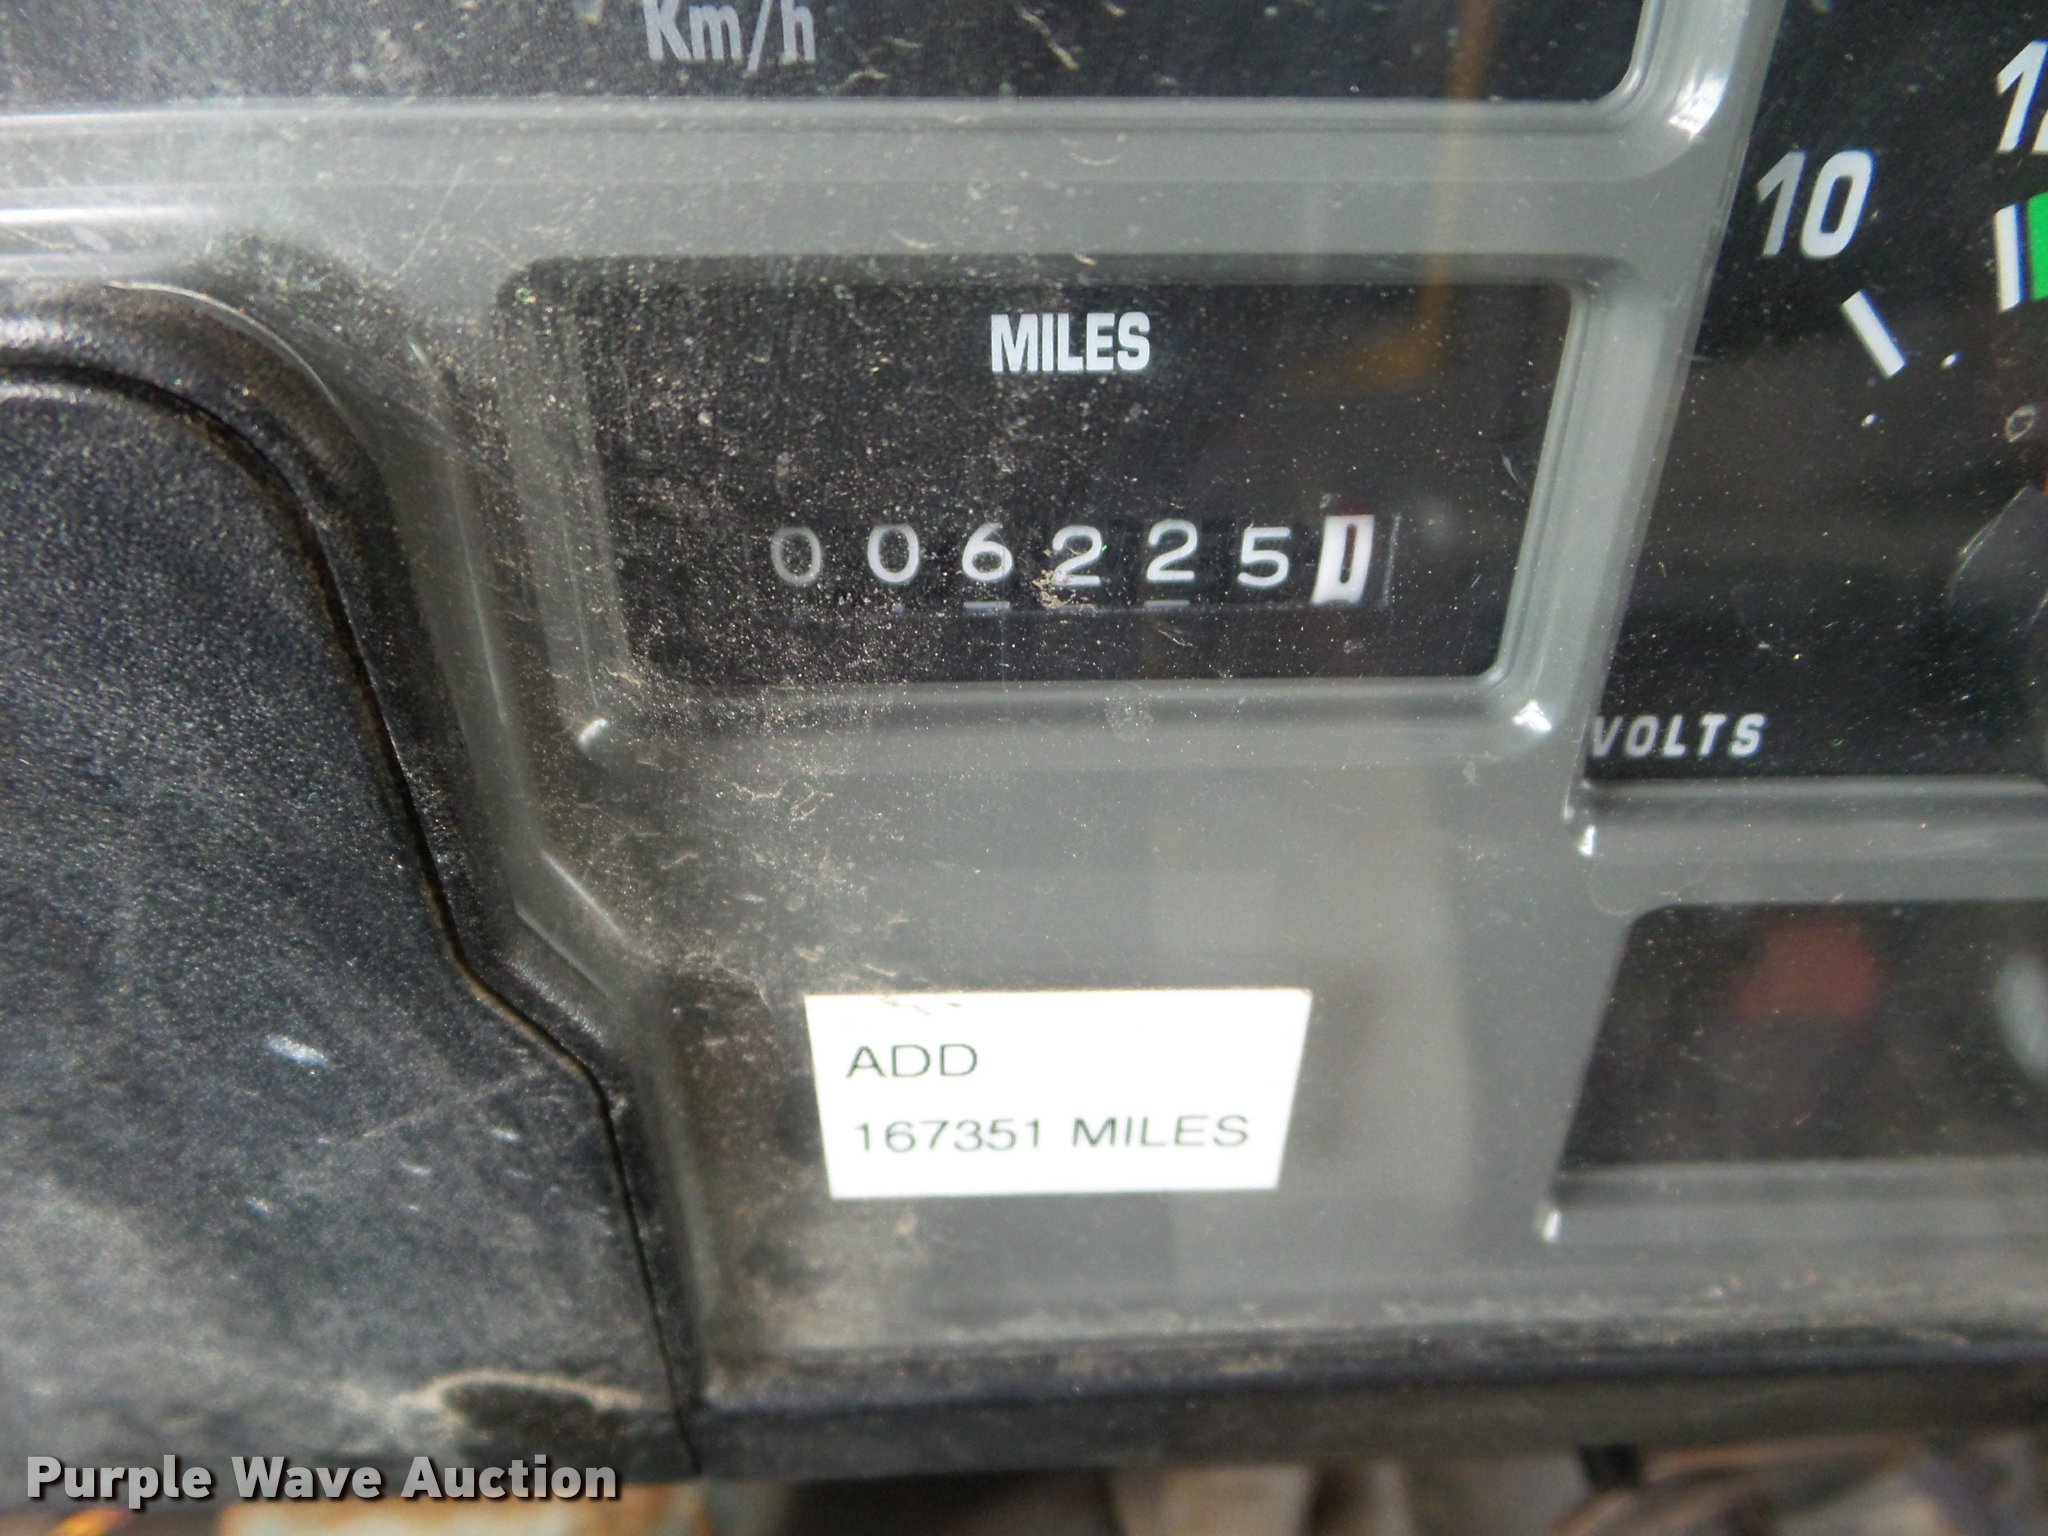 Km/h
10
MILES
0062251
VOLTS
ADD
167351 MILES
Purple Wave Auction